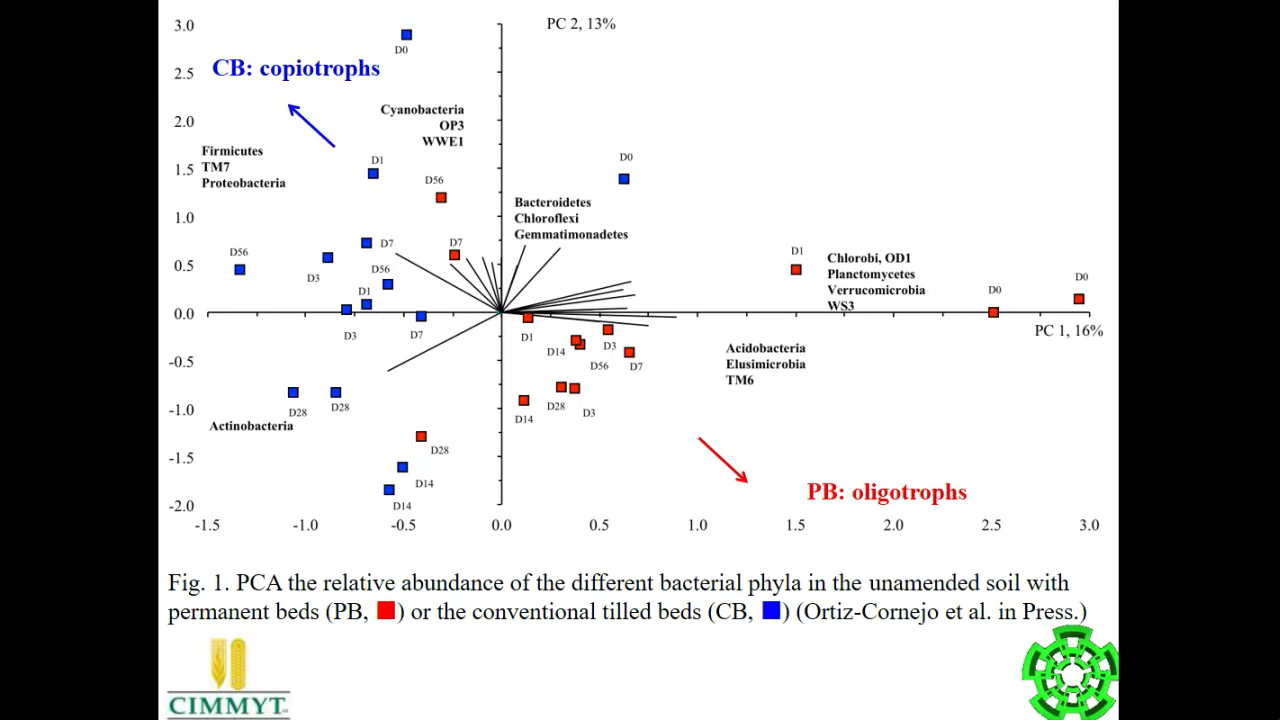 3.0
PC 2, 13%
D0
CB: copiotrophs
2.5
Cyanobacteria
OP3
WWE1
2.0
Firmicutes
TM7
Proteobacteria
D1
D0
1.5
D56
Bacteroidetes
Chloroflexi
Gemmatimonadetes
1.0
D56
D7
D7
D1
Chlorobi, OD1
Planctomycetes
Verrucomicrobia
WS3
0.5
D3
D56
D0
D0
D1
0.0
PC 1, 16%
D3
D7
D1
D14
D3
Acidobacteria
Elusimicrobia
TM6
-0.5
D56
D7
-1.0
D28
D28
D28
D3
D14
Actinobacteria
D28
-1.5
D14
PB: oligotrophs
-2.0
D14
-1.5
-1.0
-0.5
0.0
0.5
1.0
1.5
2.0
2.5
3.0
Fig. 1. PCA the relative abundance of the different bacterial phyla in the unamended soil with
permanent beds (PB, ) or the conventional tilled beds (CB, ) (Ortiz-Cornejo et al. in Press.)
CIMMYT